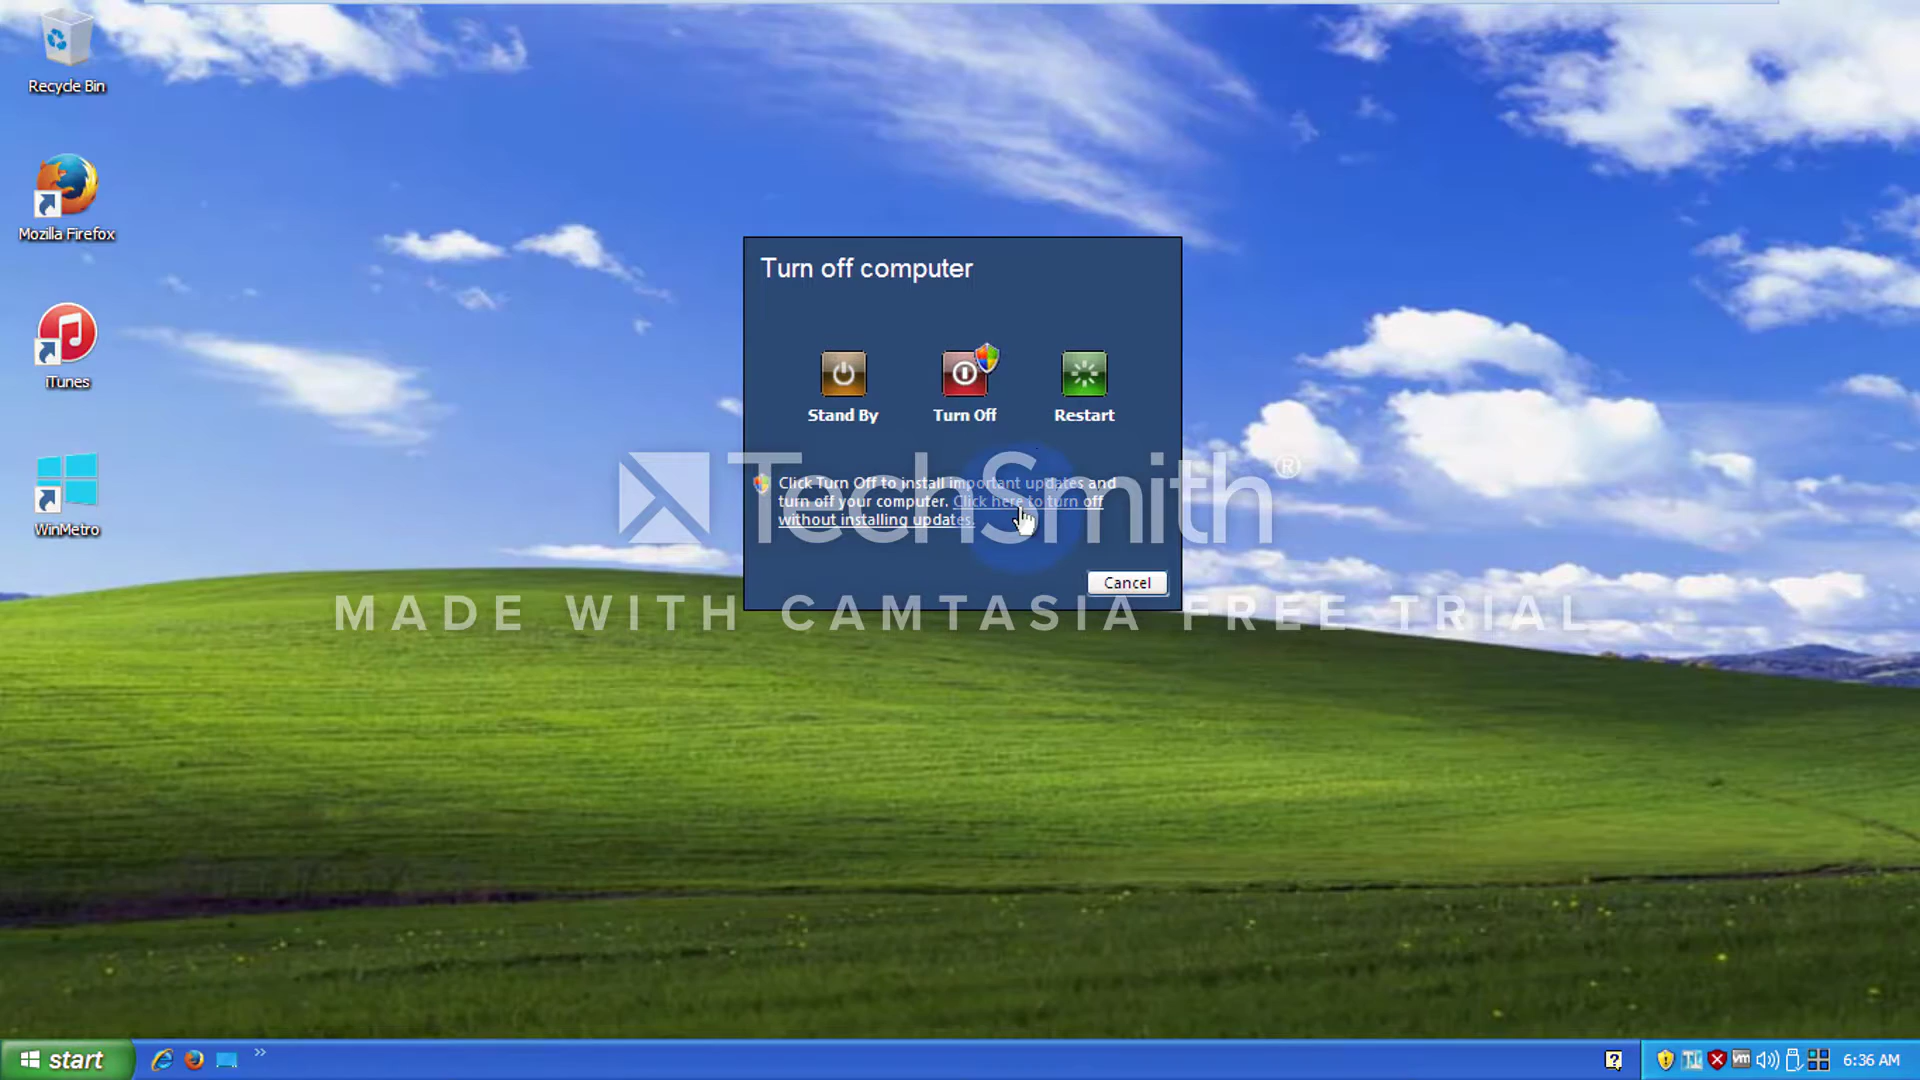 Recycle Bin
Mozilla Firefox
iTunes
WinMetro
Turn off computer
Stand By
Turn Off
Restart
Click Turn Off to install important updates and
turn off your computer. Click here to turn off
without installing updates.
Cancel
TechSmith®
MADE WITH CAMTASIA FREE TRIAL
start
»
vm
6:36 AM